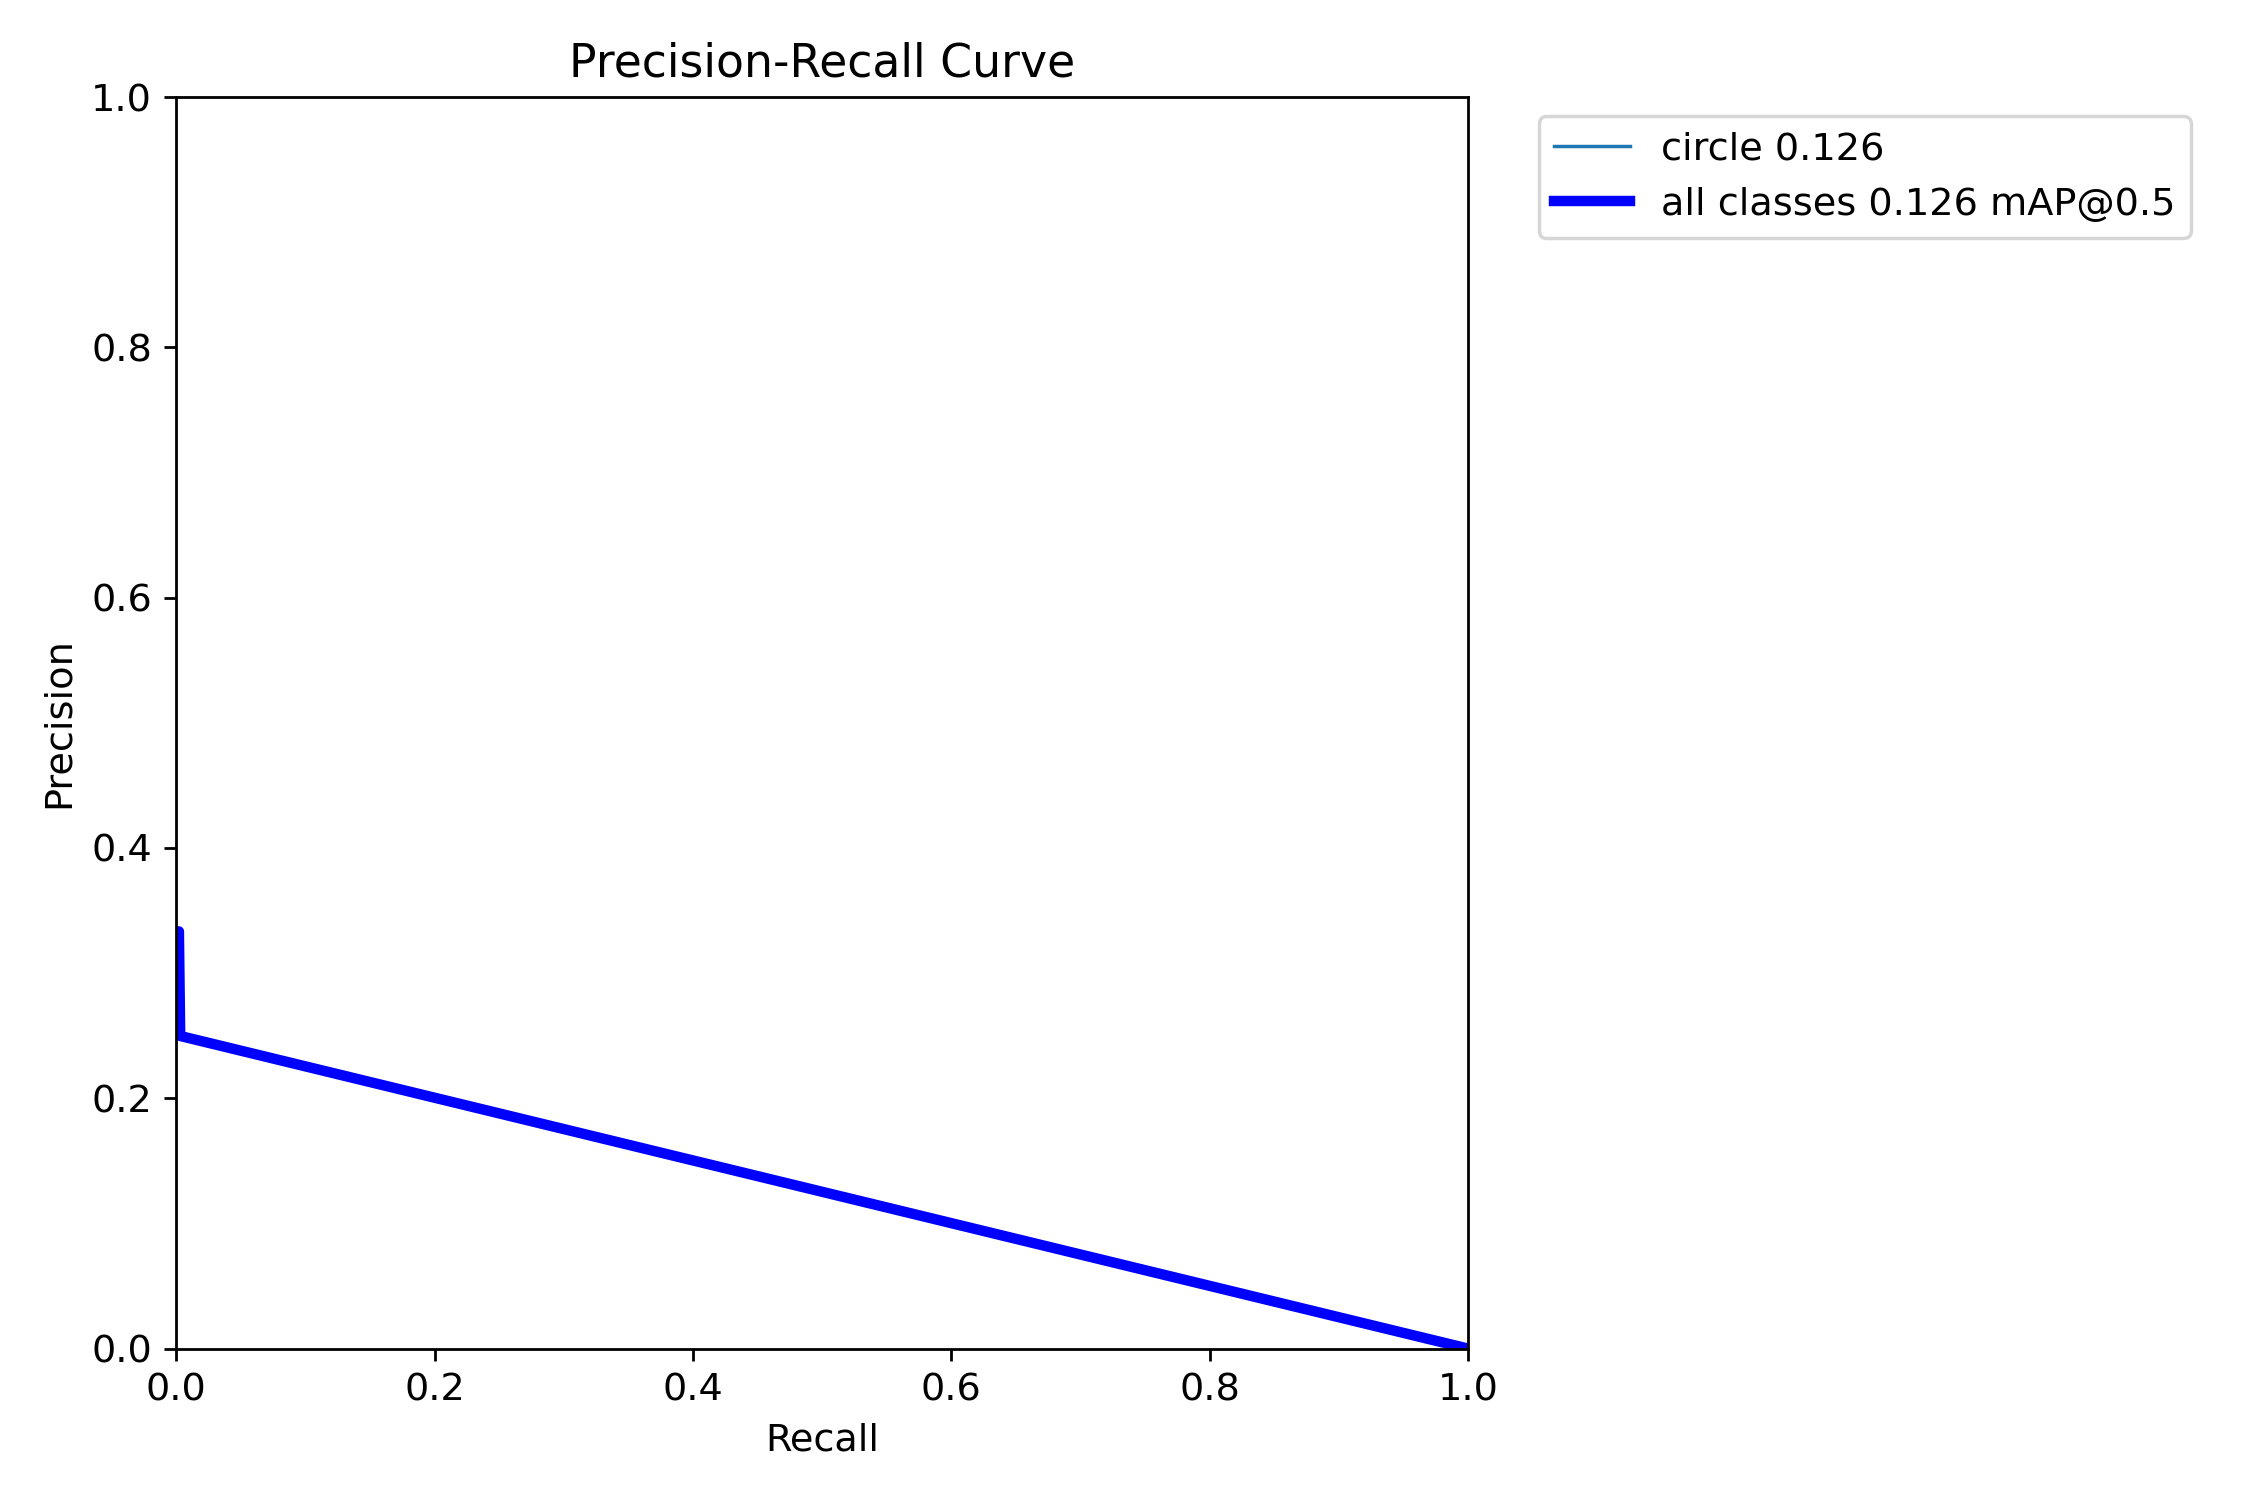 Precision-Recall Curve
circle 0.126
all classes 0.126 mAP@0.5
Precision
1.0
0.8
0.6
0.4
0.2
0.0
0.0 0.2 0.4 0.6 0.8 1.0
Recall